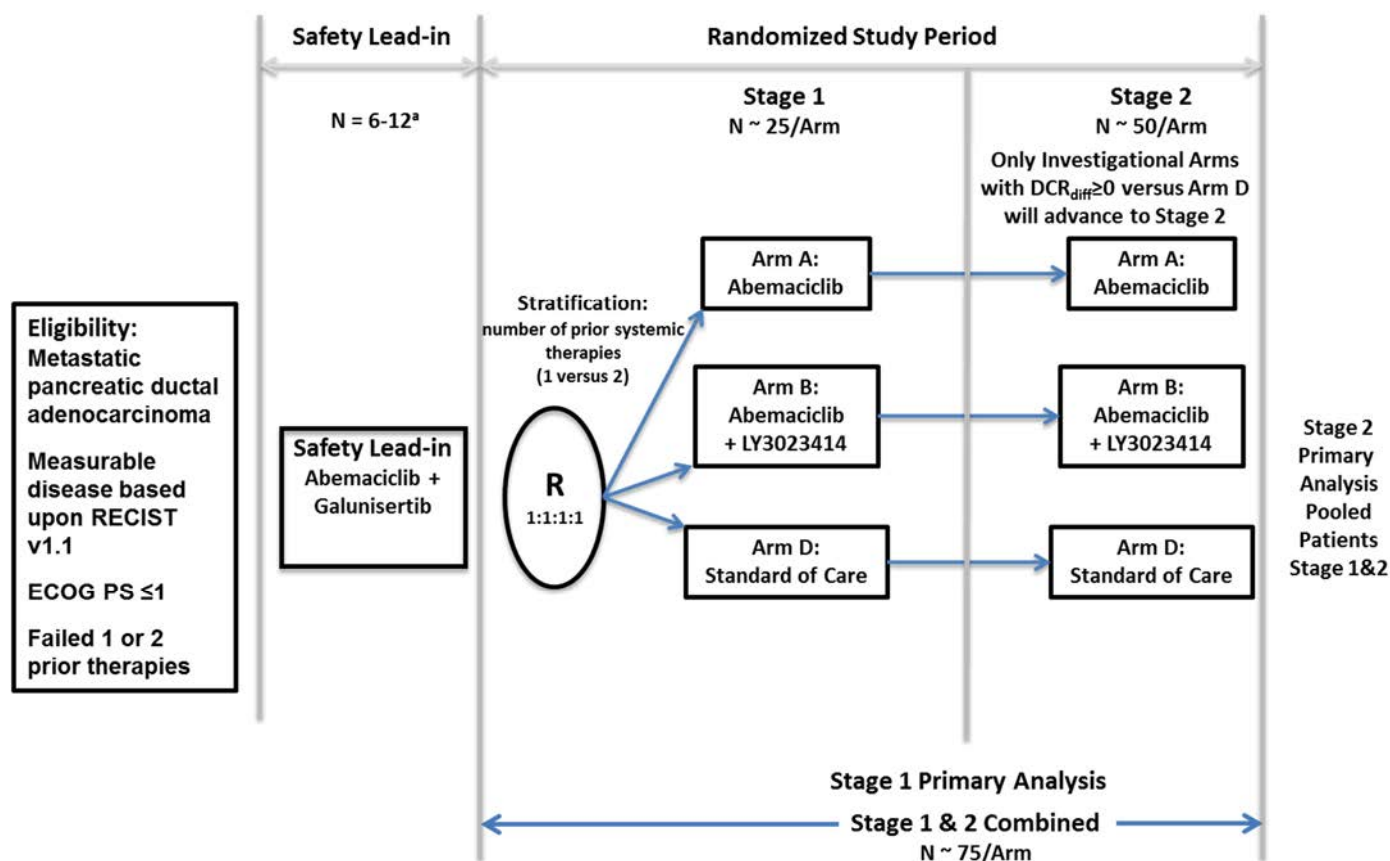 Safety Lead-in
Randomized Study Period
N = 6-12ª
Stage 1
N ~ 25/Arm
Stage 2
N ~ 50/Arm
Only Investigational Arms
with DCRdiff≥0 versus Arm D
will advance to Stage 2
Eligibility:
Metastatic
pancreatic ductal
adenocarcinoma
Measurable
disease based
upon RECIST
v1.1
ECOG PS ≤1
Failed 1 or 2
prior therapies
Safety Lead-in
Abemaciclib +
Galunisertib
Stratification:
number of prior systemic
therapies
(1 versus 2)
R
1:1:1:1
Arm A:
Abemaciclib
Arm B:
Abemaciclib
+ LY3023414
Arm D:
Standard of Care
Arm A:
Abemaciclib
Arm B:
Abemaciclib
+ LY3023414
Arm D:
Standard of Care
Stage 2
Primary
Analysis
Pooled
Patients
Stage 1&2
Stage 1 Primary Analysis
Stage 1 & 2 Combined
N ~ 75/Arm